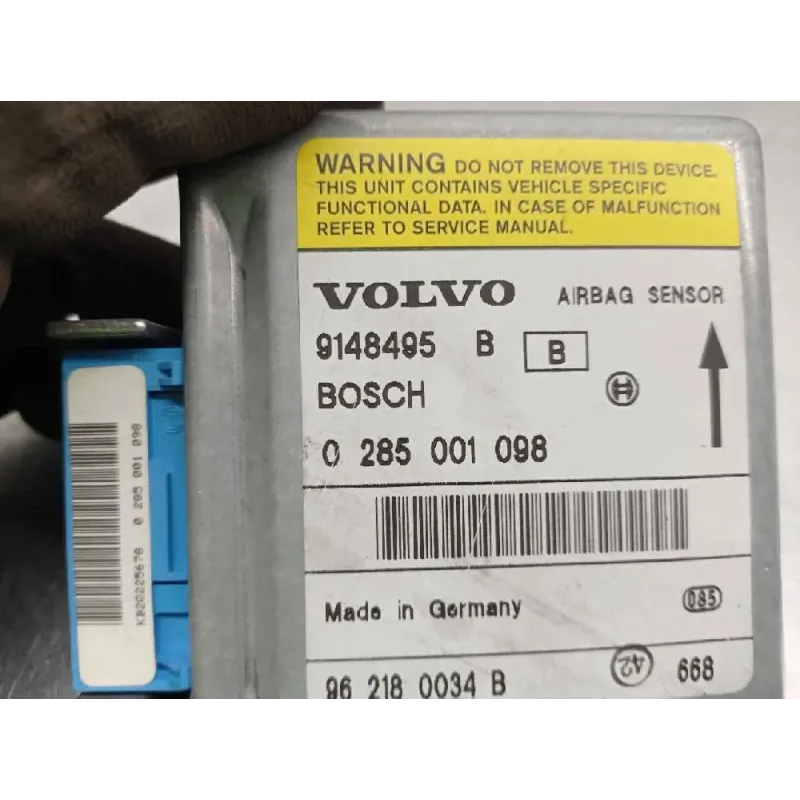 WARNING DO NOT REMOVE THIS DEVICE.
THIS UNIT CONTAINS VEHICLE SPECIFIC
FUNCTIONAL DATA. IN CASE OF MALFUNCTION
REFER TO SERVICE MANUAL.
VOLVO AIRBAG SENSOR
9148495 B B
BOSCH
0 285 001 098
Made in Germany 085
96 218 0034 B 42 668
KB20225678 0 285 001 098